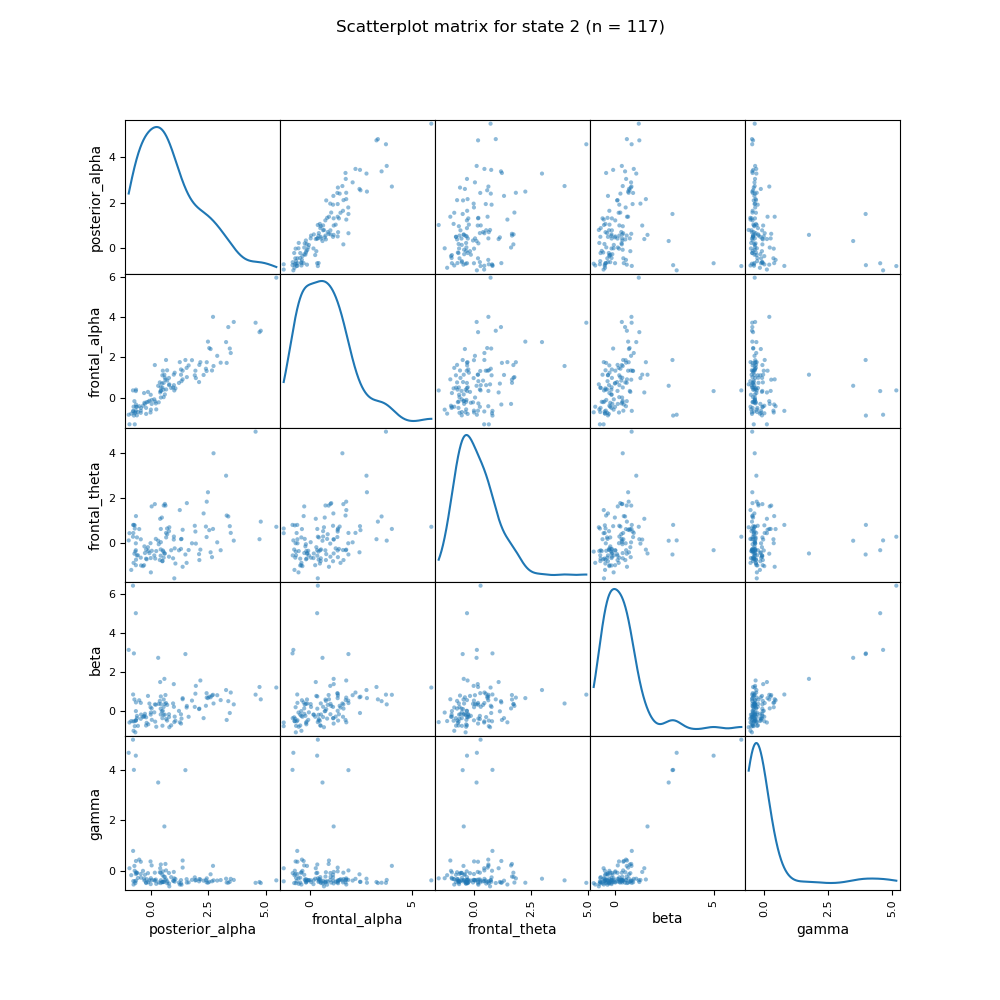 Scatterplot matrix for state 2 (n = 117)
posterior_alpha
4
2
0
frontal_alpha
6
4
2
0
frontal_theta
4
2
0
beta
6
4
2
0
gamma
4
2
0
0.0 2.5 5.0 0 5 0.0 2.5 5.0 0 5 0.0 2.5 5.0
posterior_alpha frontal_alpha frontal_theta beta gamma